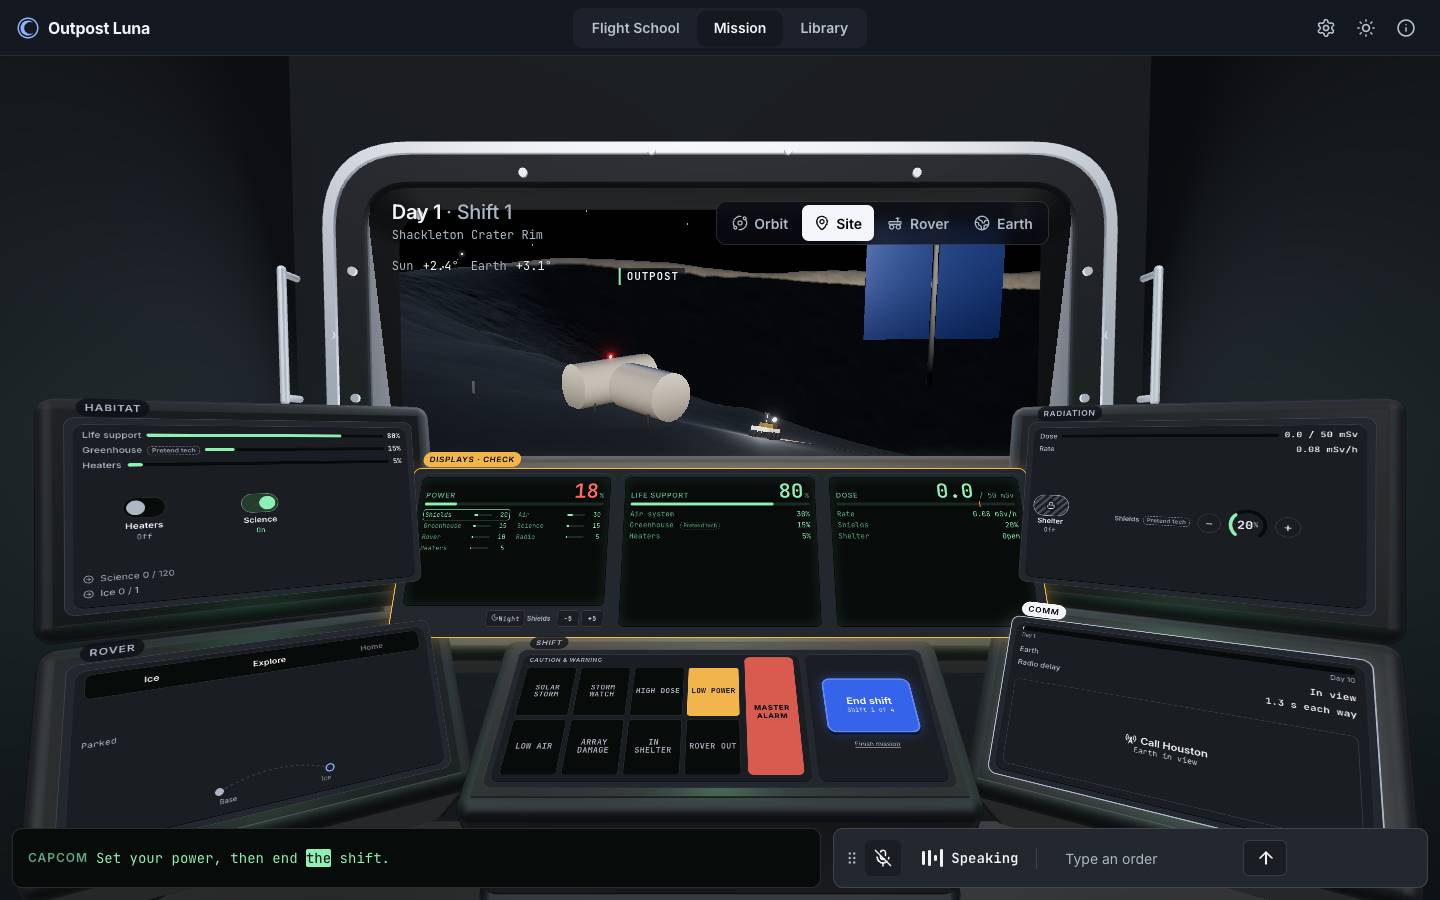 Outpost Luna
Flight School
Mission
Library
Day 1 · Shift 1
Shackleton Crater Rim
Sun +2.4° Earth +3.1°
Orbit
Site
Rover
Earth
OUTPOST
HABITAT
Life support 80%
Greenhouse Pretend tech 15%
Heaters 5%
Heaters
Off
Science
On
Science 0 / 120
Ice 0 / 1
DISPLAYS · CHECK
POWER 18%
Shields 20 Air 30
Greenhouse 15 Science 15
Rover 10 Radio 5
Heaters 5
Night Shields -5 +5
LIFE SUPPORT 80%
Air system 30%
Greenhouse Pretend tech 15%
Heaters 5%
DOSE 0.0 / 50 mSv
Rate 0.08 mSv/h
Shields 20%
Shelter Open
RADIATION
Dose 0.0 / 50 mSv
Rate 0.08 mSv/h
Shelter
Off
Shields Pretend tech − 20% +
ROVER
Ice
Explore
Home
Parked
Base
Ice
SHIFT
CAUTION & WARNING
SOLAR STORM
STORM WATCH
HIGH DOSE
LOW POWER
LOW AIR
ARRAY DAMAGE
IN SHELTER
ROVER OUT
MASTER ALARM
End shift
Shift 1 of 4
Finish mission
COMM
Day 1
Day 10
Earth In view
Radio delay 1.3 s each way
Call Houston
Earth in view
CAPCOM Set your power, then end the shift.
Speaking
Type an order